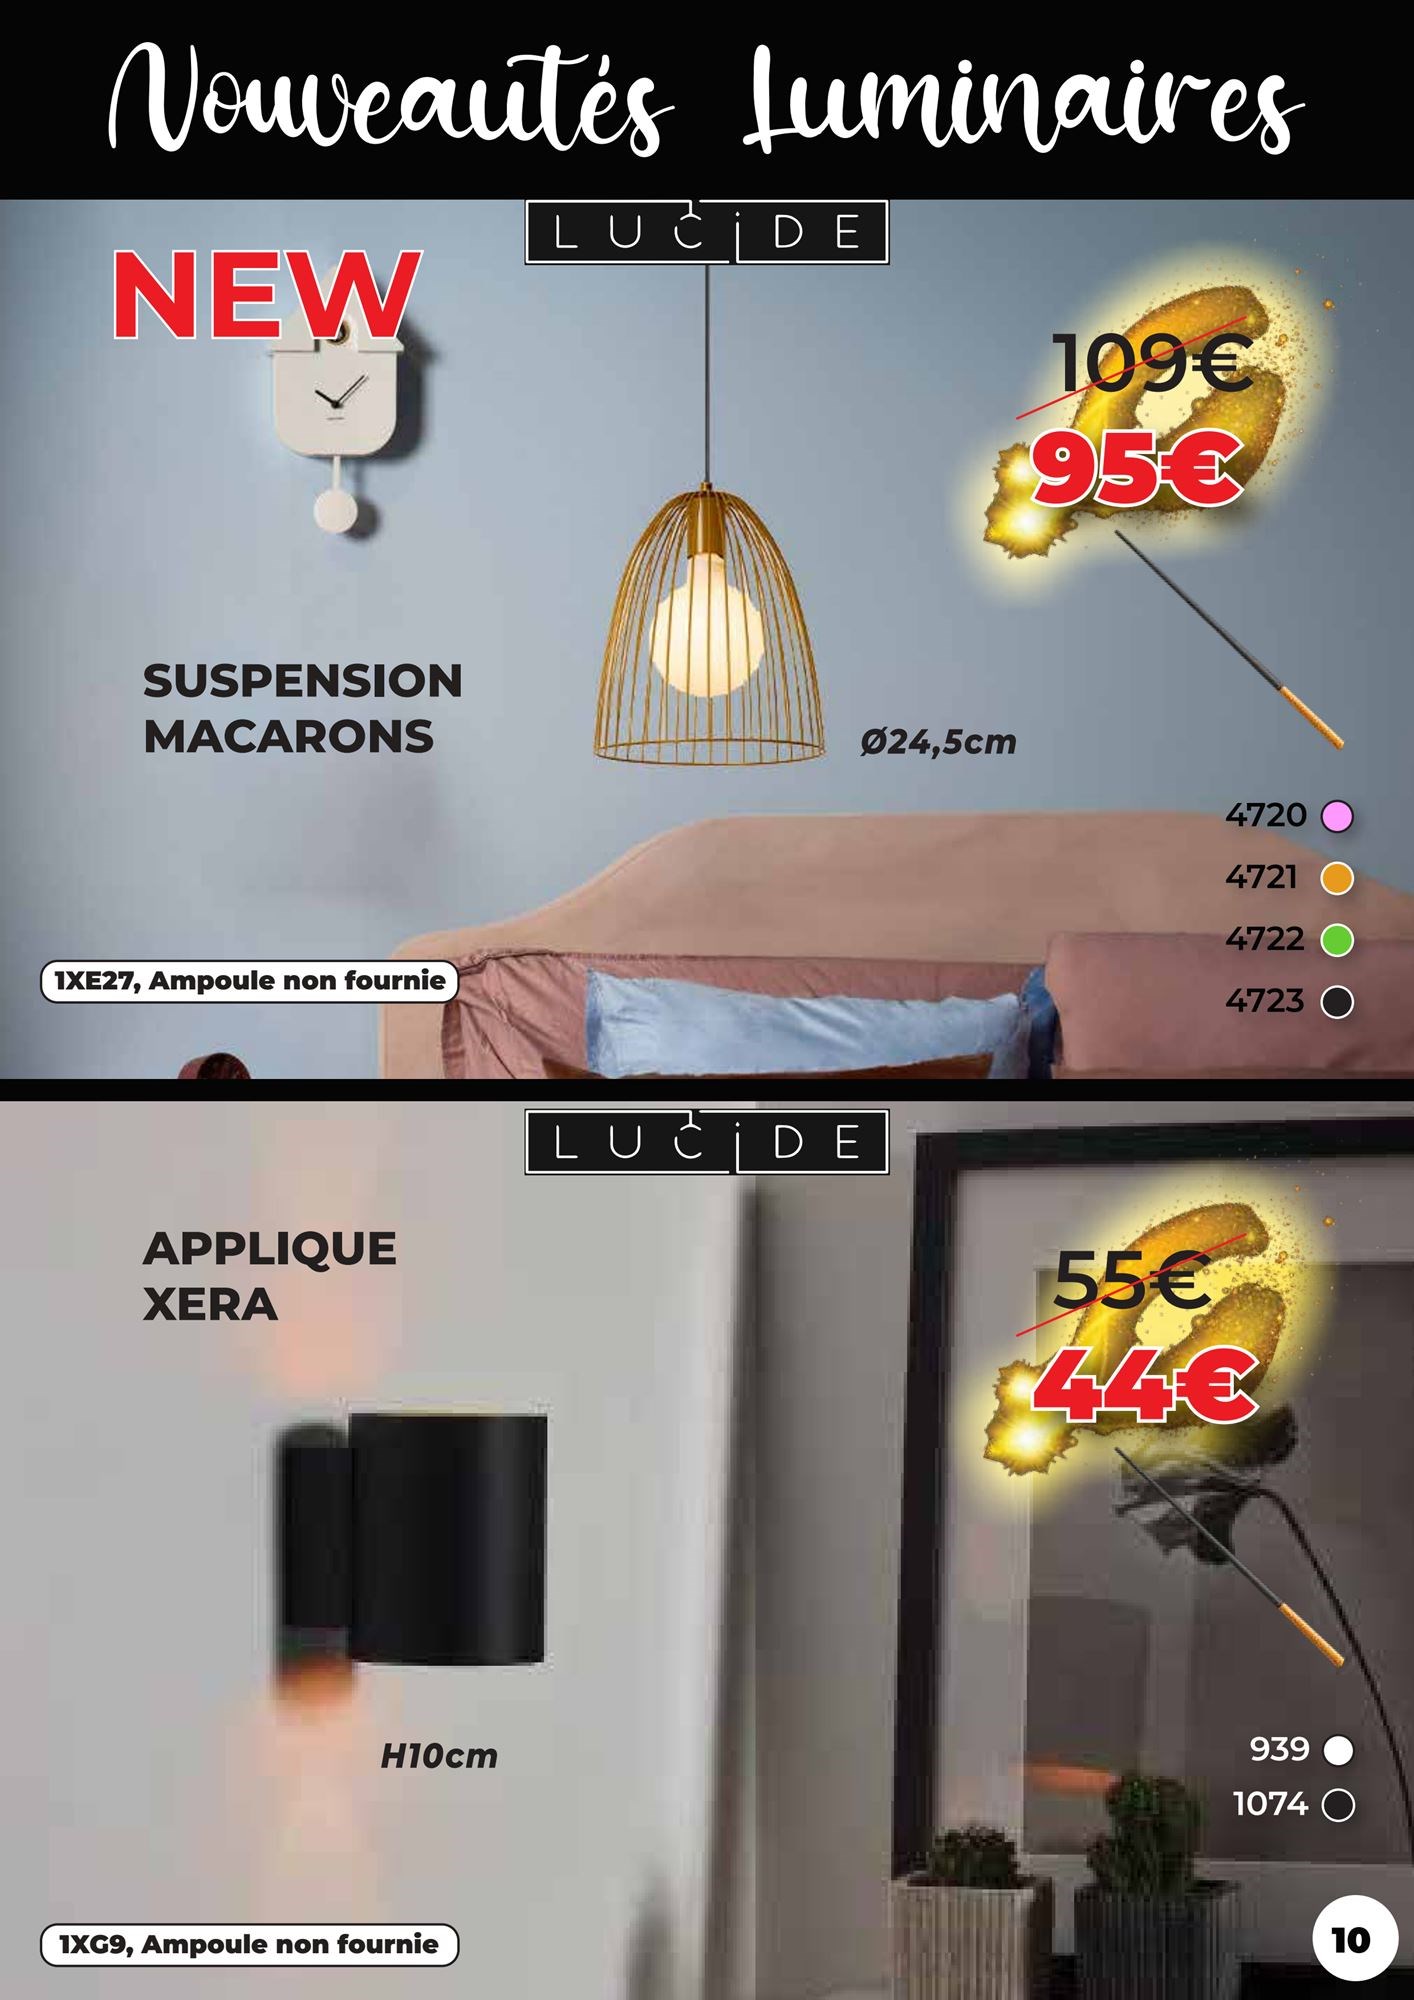 Nouveautés Luminaires
LUCiDE
NEW
109€
95€
SUSPENSION
MACARONS
Ø24,5cm
4720
4721
4722
4723
1XE27, Ampoule non fournie
LUCiDE
APPLIQUE
XERA
55€
44€
H10cm
939
1074
1XG9, Ampoule non fournie
10